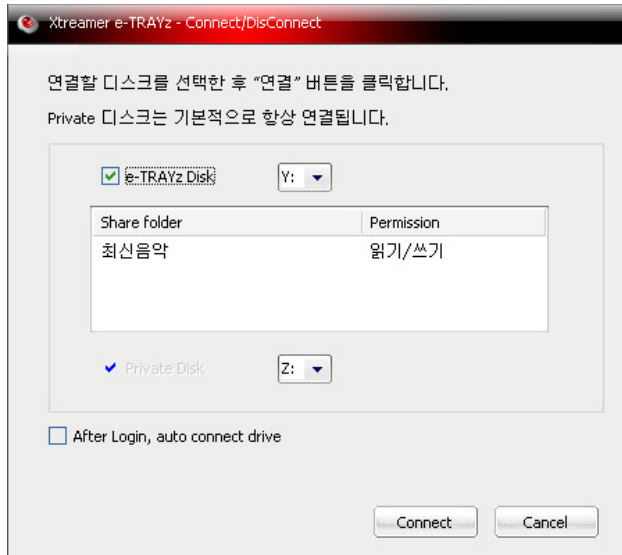 Xtreamer e-TRAYz - Connect/DisConnect
연결할 디스크를 선택한 후 “연결” 버튼을 클릭합니다.
Private 디스크는 기본적으로 항상 연결됩니다.
e-TRAYz Disk Y:
Share folder Permission
최신음악 읽기/쓰기
Private Disk Z:
After Login, auto connect drive
Connect Cancel